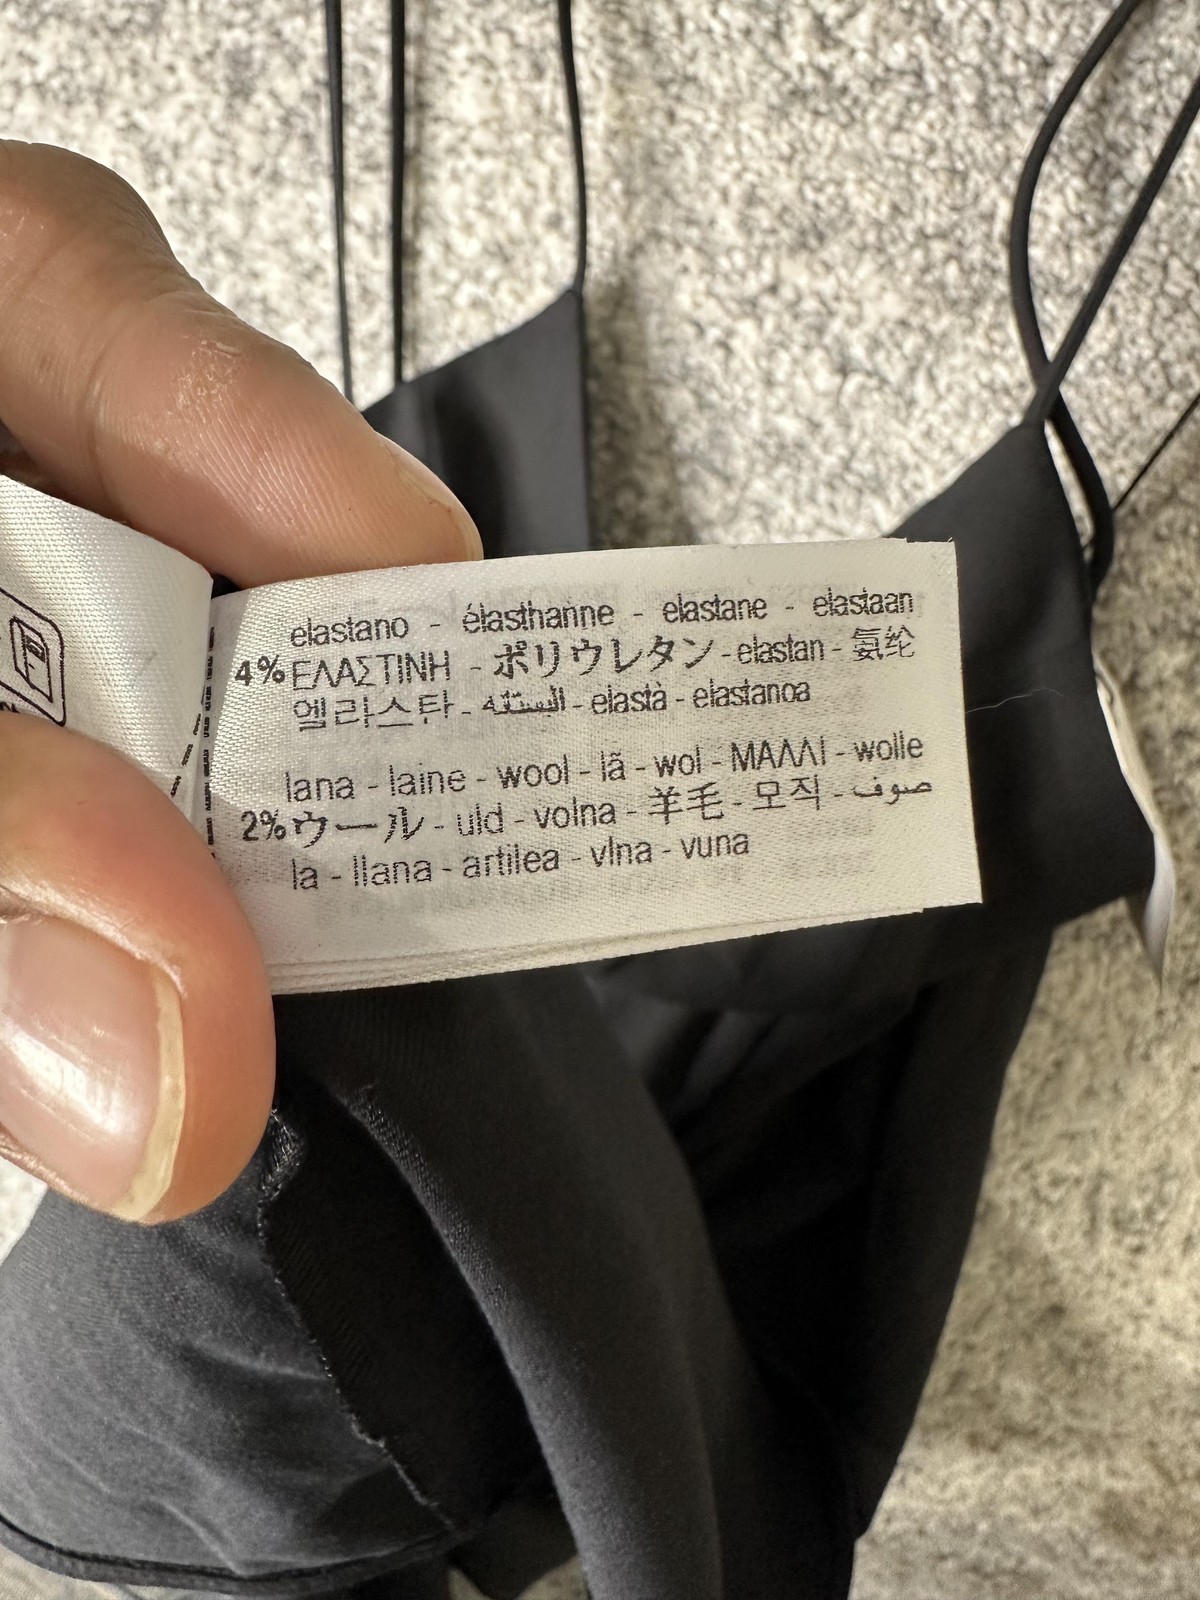 elastano - élasthanne - elastane - elastaan
4% ΕΛΑΣΤΙΝΗ - ポリウレタン - elastan - 氨纶
엘라스탄 - - elastà - elastanoa
lana - laine - wool - lã - wol - ΜΑΛΛΙ - wolle
2% ウール - uld - volna - 羊毛 - 모직 - صوف
la - llana - artilea - vlna - vuna